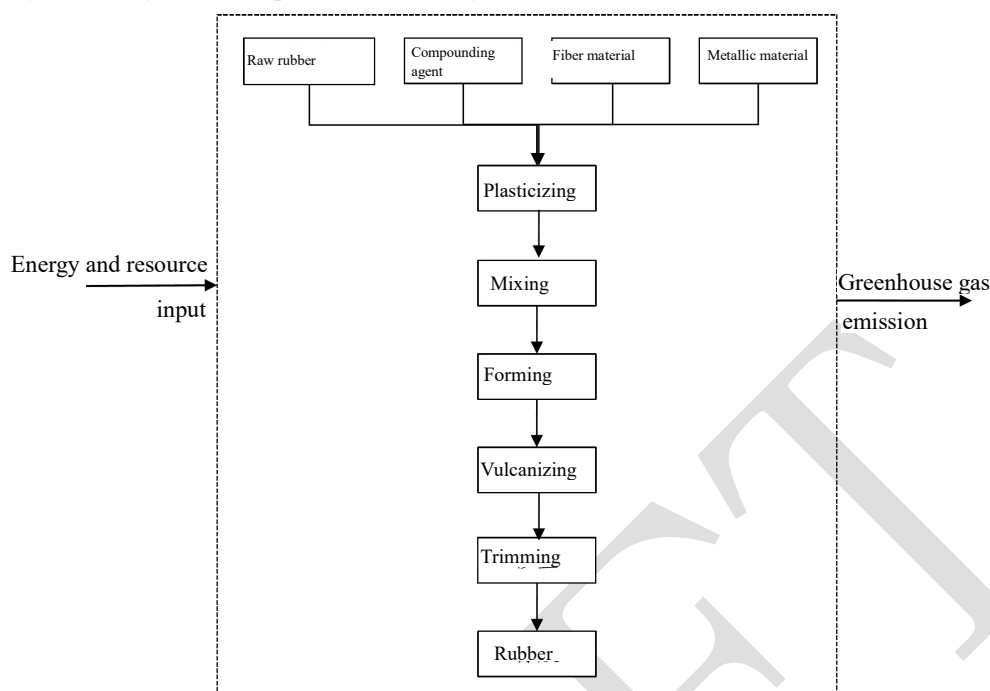 Raw rubber
Compounding
agent
Fiber material
Metallic material
Plasticizing
Energy and resource
input
Mixing
Greenhouse gas
emission
Forming
Vulcanizing
Trimming
Rubber